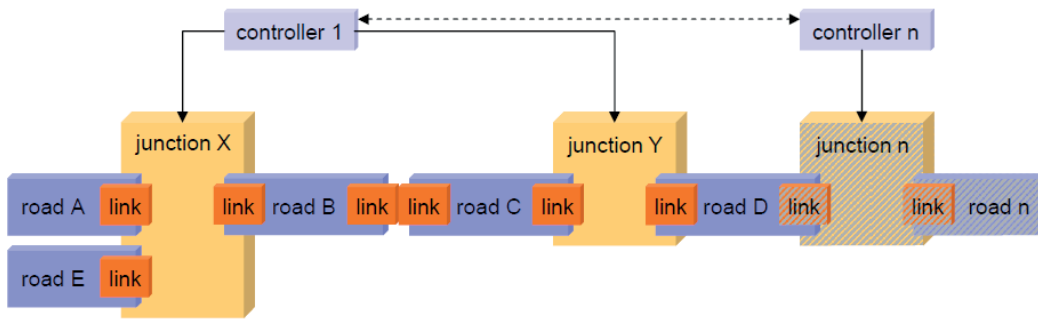 controller 1
controller n
junction X
junction Y
junction n
road A
link
link
road B
link
link
road C
link
link
road D
link
link
road n
road E
link